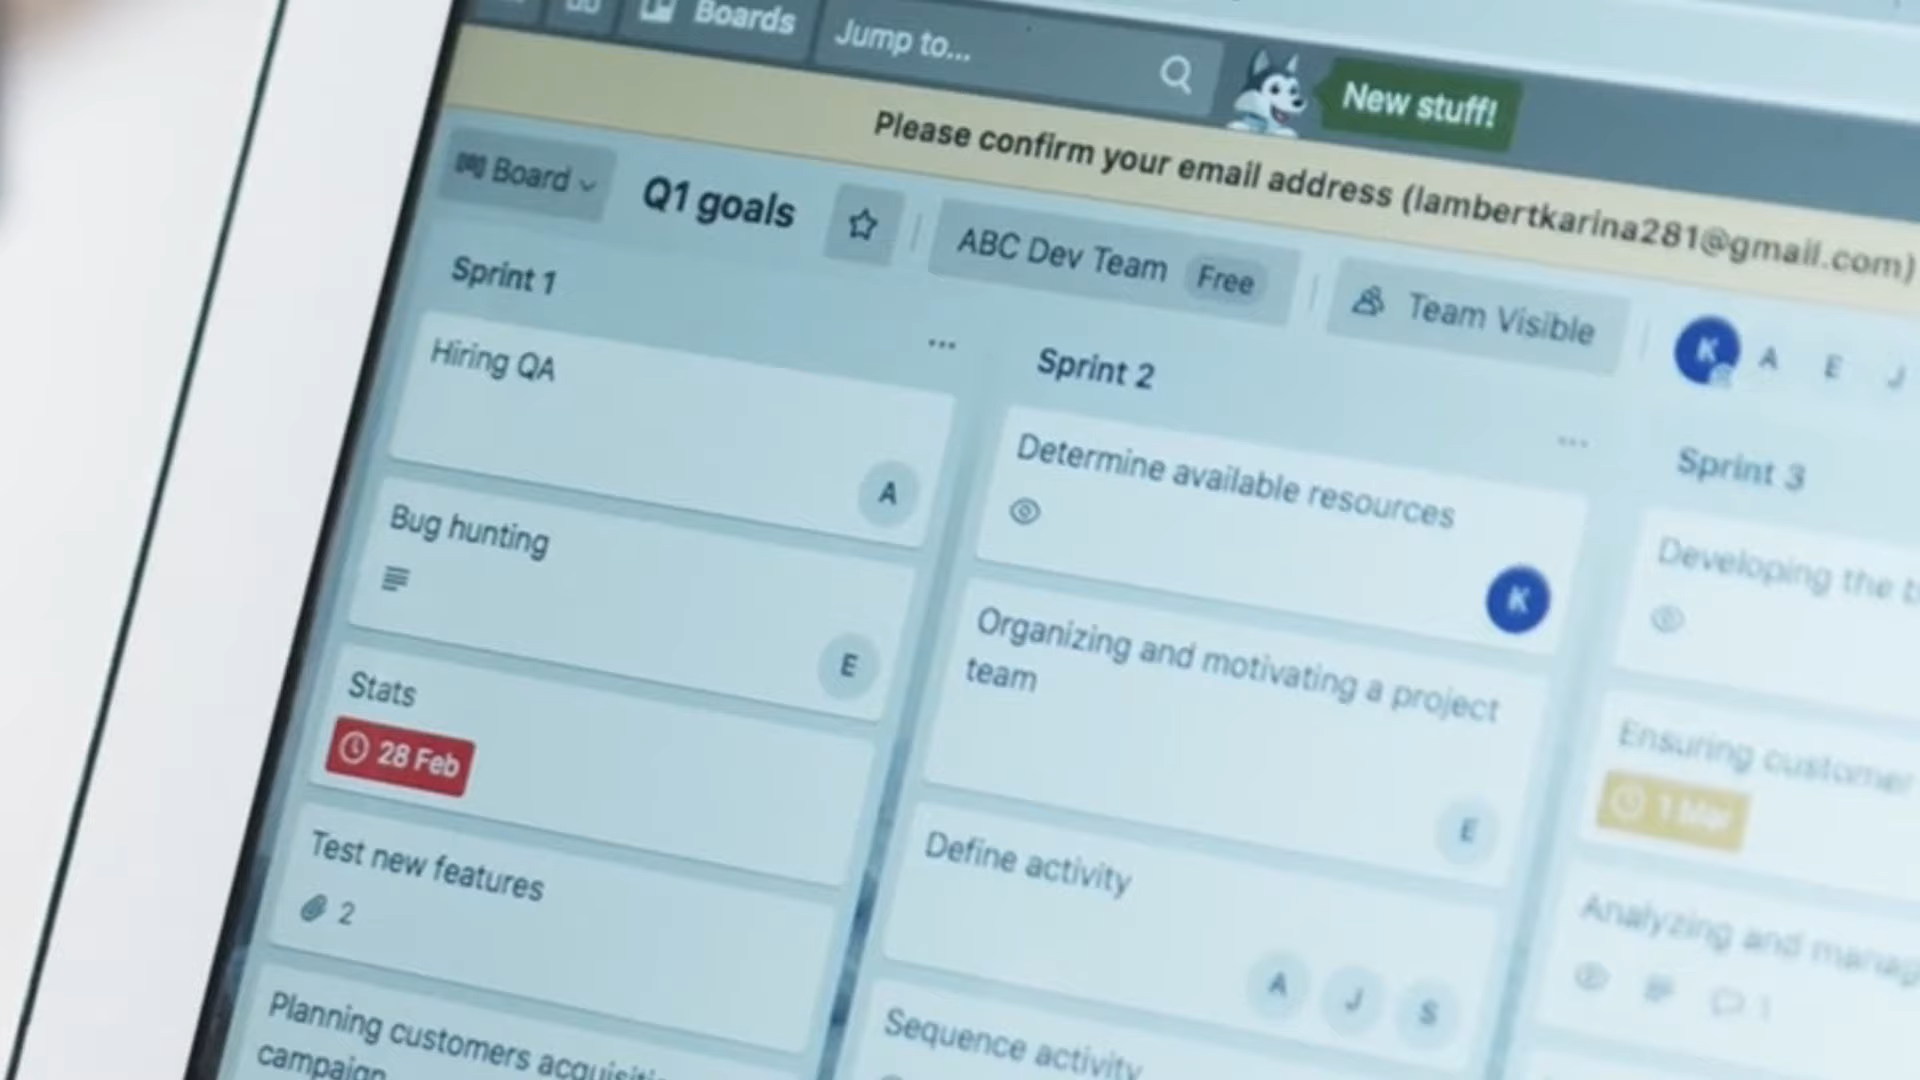 Boards
Jump to...
New stuff!
Please confirm your email address (lambertkarina281@gmail.com)
Board
Q1 goals
ABC Dev Team
Free
Team Visible
K
A
E
J
Sprint 1
Hiring QA
A
Bug hunting
E
Stats
28 Feb
Test new features
2
Planning customers
campaign
Sprint 2
Determine available resources
K
Organizing and motivating a project
team
E
Define activity
A
J
S
Sequence activity
Sprint 3
Developing the
Ensuring customer
1 Mar
Analyzing and
1